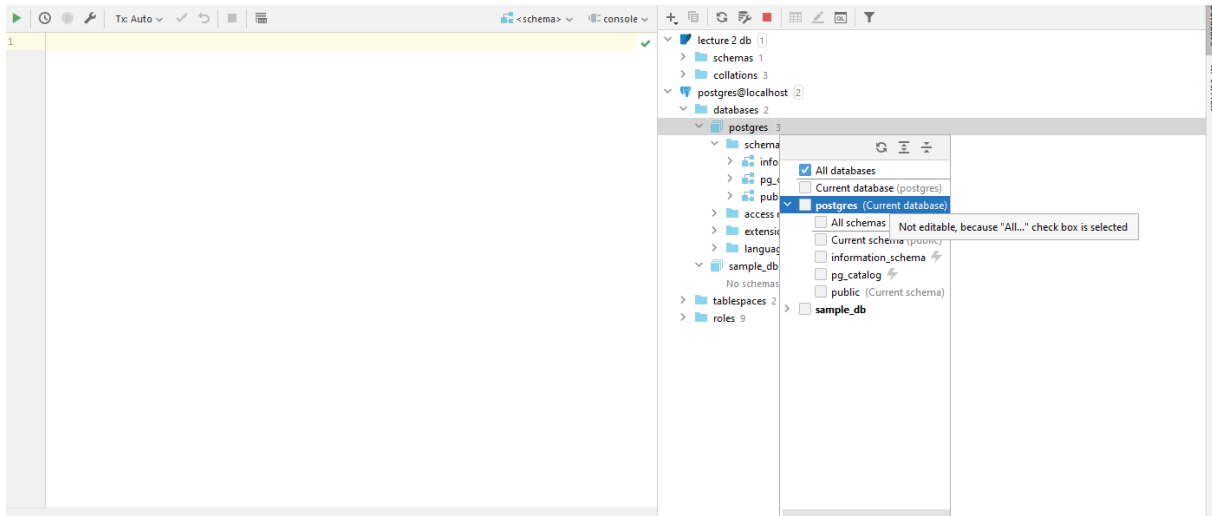 Tx: Auto
<schema>
console
1
lecture 2 db 1
schemas 1
collations 3
postgres@localhost 2
databases 2
postgres 3
schema
info
pg_c
pub
access r
extensio
languag
sample_db
No schemas
tablespaces 2
roles 9
All databases
Current database (postgres)
postgres (Current database)
All schemas
Not editable, because "All..." check box is selected
Current schema (public)
information_schema
pg_catalog
public (Current schema)
sample_db